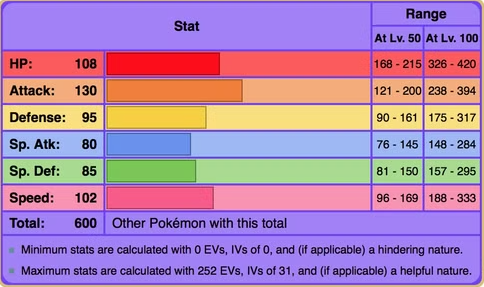 Stat Range
At Lv. 50 At Lv. 100
HP: 108 168 - 215 326 - 420
Attack: 130 121 - 200 238 - 394
Defense: 95 90 - 161 175 - 317
Sp. Atk: 80 76 - 145 148 - 284
Sp. Def: 85 81 - 150 157 - 295
Speed: 102 96 - 169 188 - 333
Total: 600 Other Pokémon with this total
Minimum stats are calculated with 0 EVs, IVs of 0, and (if applicable) a hindering nature.
Maximum stats are calculated with 252 EVs, IVs of 31, and (if applicable) a helpful nature.